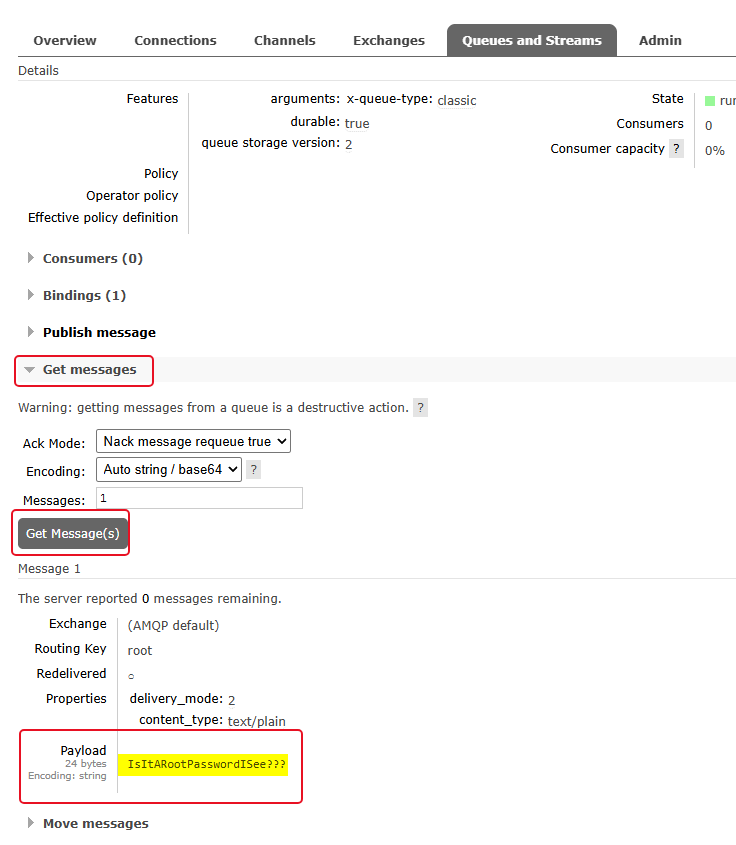 Overview Connections Channels Exchanges Queues and Streams Admin
Details
Features arguments: x-queue-type: classic State run
durable: true Consumers 0
queue storage version: 2 Consumer capacity ? 0%
Policy
Operator policy
Effective policy definition
Consumers (0)
Bindings (1)
Publish message
Get messages
Warning: getting messages from a queue is a destructive action. ?
Ack Mode: Nack message requeue true
Encoding: Auto string / base64 ?
Messages: 1
Get Message(s)
Message 1
The server reported 0 messages remaining.
Exchange (AMQP default)
Routing Key root
Redelivered ○
Properties delivery_mode: 2
content_type: text/plain
Payload
24 bytes
Encoding: string
IsItARootPasswordISee???
Move messages